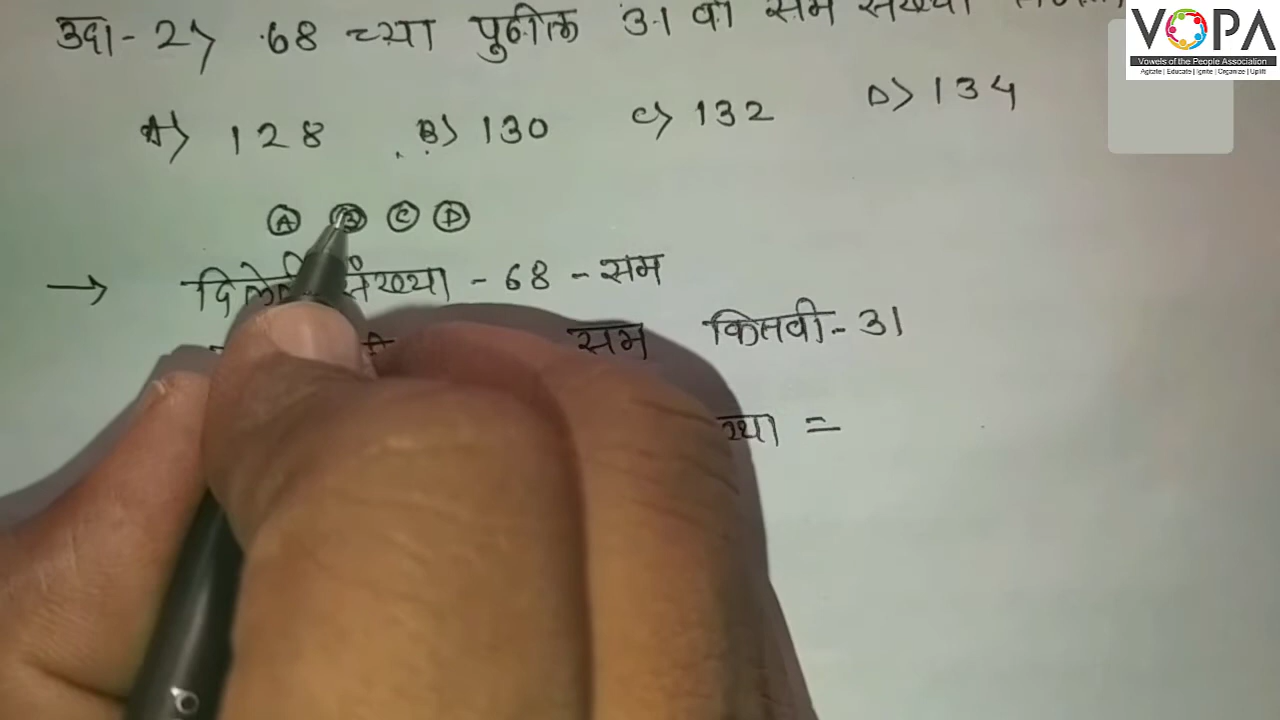 उदा-2) 68 च्या पुढील 31 वी सम संख्या
A) 128 B) 130 C) 132 D) 134
A B C D
→ दिलेली संख्या - 68 - सम
सम कितवी - 31
=
VOPA
Vowels of the People Association
Agitate | Educate | Ignite | Organize | Uplift